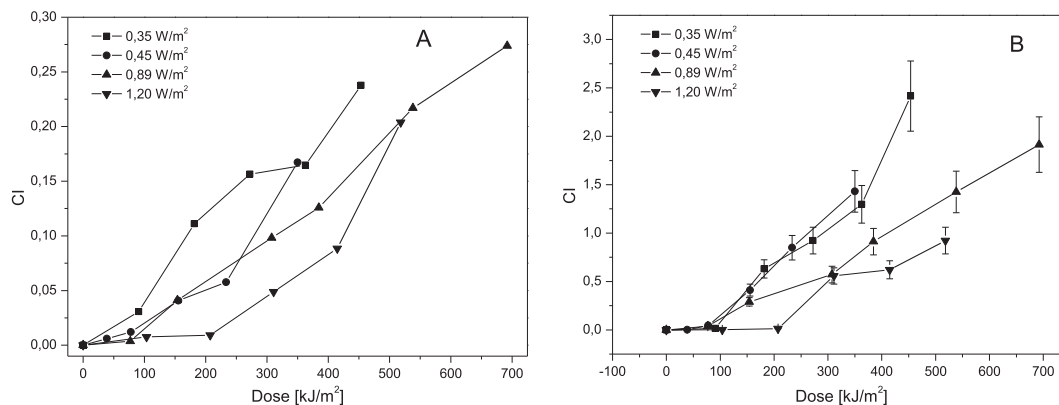 A
0,35 W/m²
0,45 W/m²
0,89 W/m²
1,20 W/m²
0,30
0,25
0,20
0,15
0,10
0,05
0,00
CI
0 100 200 300 400 500 600 700
Dose [kJ/m²]
B
0,35 W/m²
0,45 W/m²
0,89 W/m²
1,20 W/m²
3,0
2,5
2,0
1,5
1,0
0,5
0,0
CI
-100 0 100 200 300 400 500 600 700
Dose [kJ/m²]